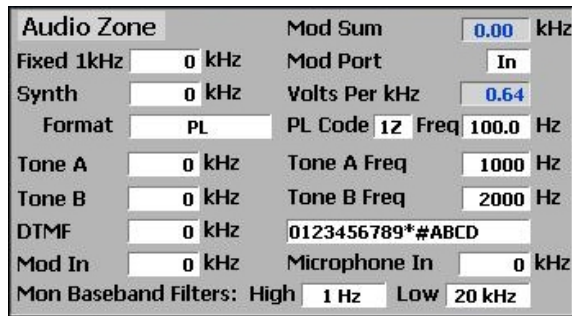 Audio Zone Mod Sum 0.00 kHz
Fixed 1kHz 0 kHz Mod Port In
Synth 0 kHz Volts Per kHz 0.64
Format PL PL Code 1Z Freq 100.0 Hz
Tone A 0 kHz Tone A Freq 1000 Hz
Tone B 0 kHz Tone B Freq 2000 Hz
DTMF 0 kHz 0123456789*#ABCD
Mod In 0 kHz Microphone In 0 kHz
Mon Baseband Filters: High 1 Hz Low 20 kHz